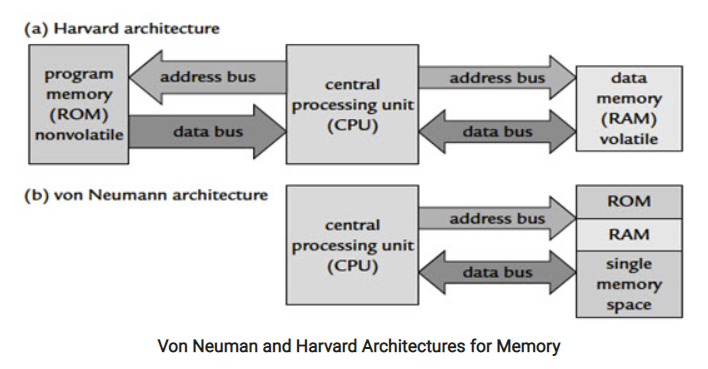 (a) Harvard architecture
program
memory
(ROM)
nonvolatile
address bus
data bus
central
processing unit
(CPU)
address bus
data bus
data
memory
(RAM)
volatile
(b) von Neumann architecture
central
processing unit
(CPU)
address bus
data bus
ROM
RAM
single
memory
space
Von Neuman and Harvard Architectures for Memory